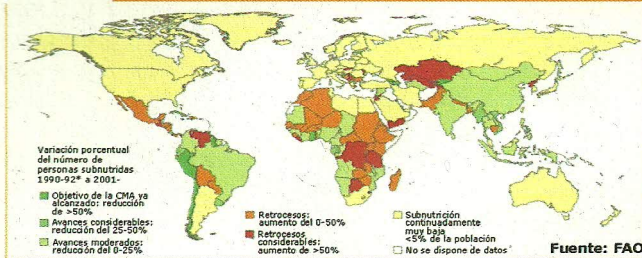 Variación porcentual
del número de
personas subnutridas
1990-92* a 2001-
Objetivo de la CMA ya
alcanzado: reducción
de >50%
Avances considerables:
reducción del 25-50%
Avances moderados:
reducción del 0-25%
Retrocesos:
aumento del 0-50%
Retrocesos
considerables:
aumento de >50%
Subnutrición
continuadamente
muy baja
<5% de la población
No se dispone de datos
Fuente: FAO